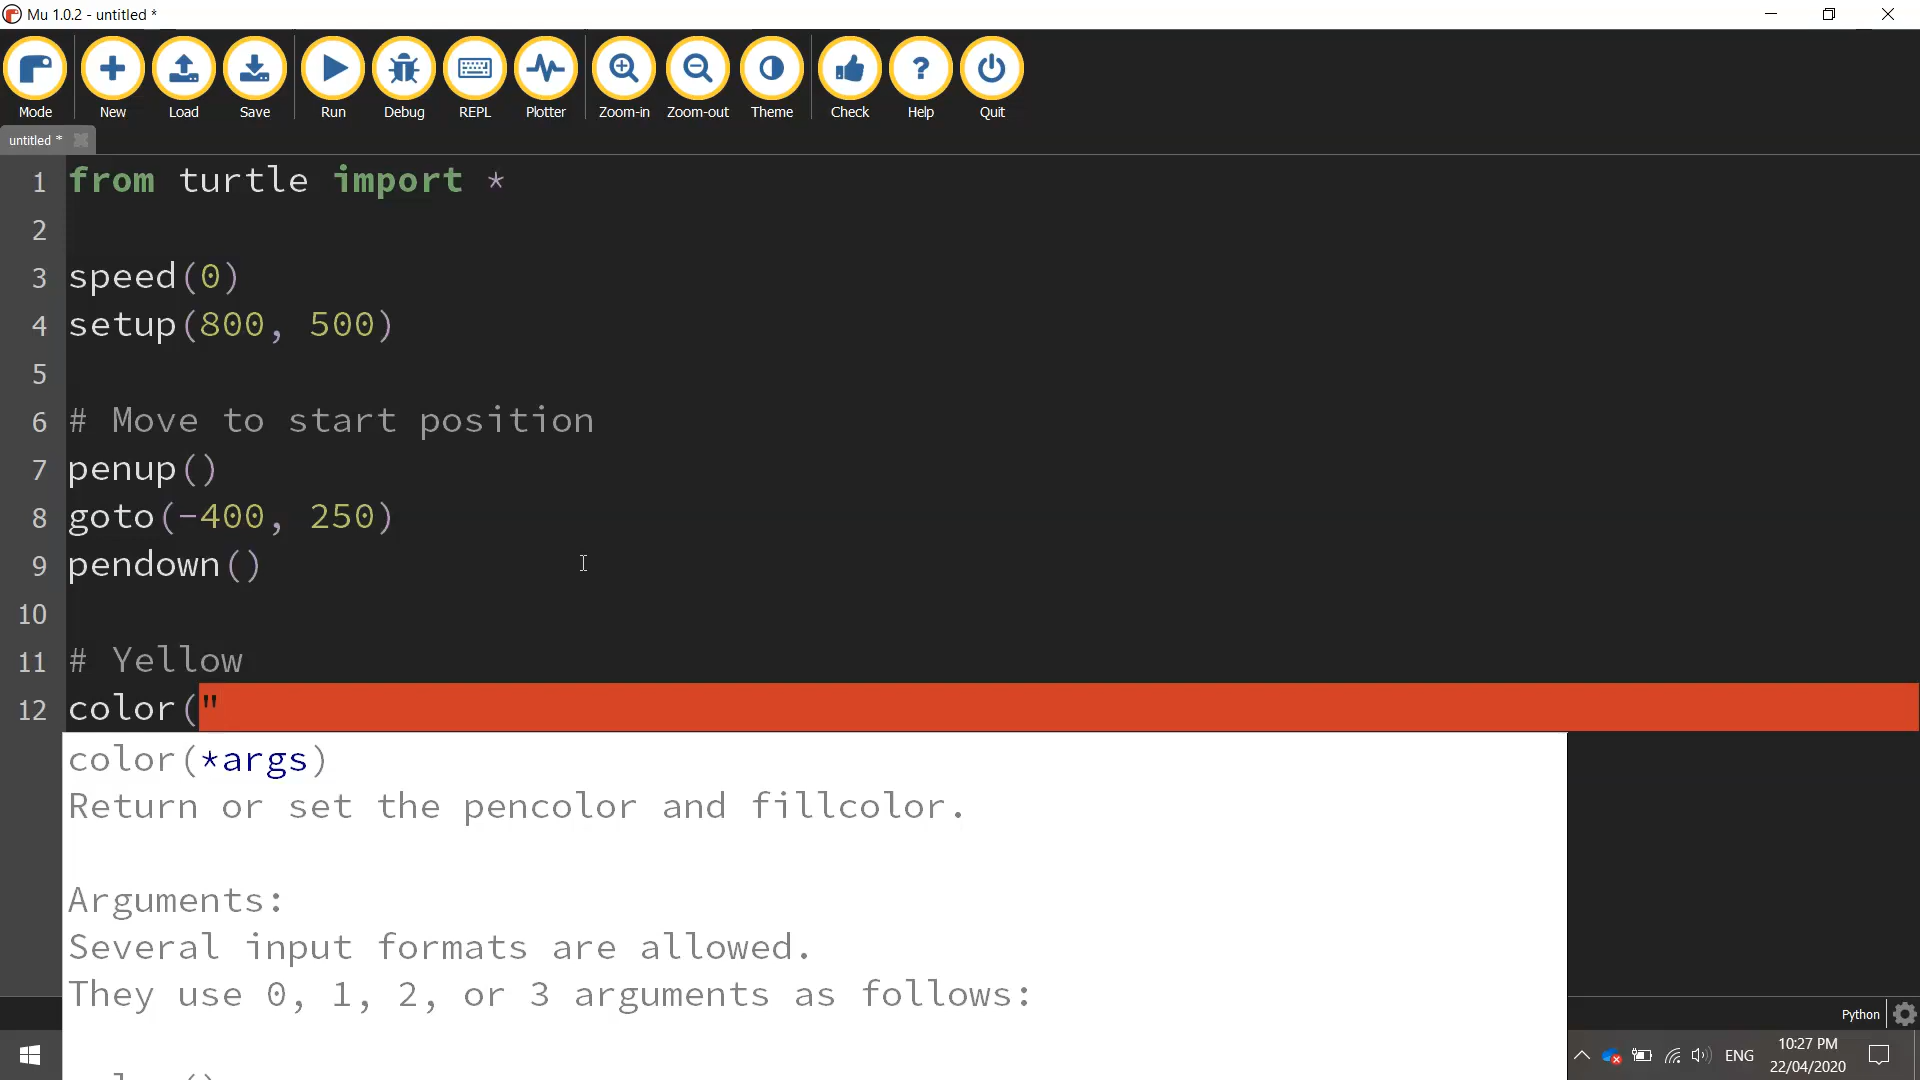 Mu 1.0.2 - untitled *
Mode New Load Save Run Debug REPL Plotter Zoom-in Zoom-out Theme Check Help Quit
untitled *
1 from turtle import *
2
3 speed(0)
4 setup(800, 500)
5
6 # Move to start position
7 penup()
8 goto(-400, 250)
9 pendown()
10
11 # Yellow
12 color("
color(*args)
Return or set the pencolor and fillcolor.
Arguments:
Several input formats are allowed.
They use 0, 1, 2, or 3 arguments as follows:
Python
ENG
10:27 PM
22/04/2020